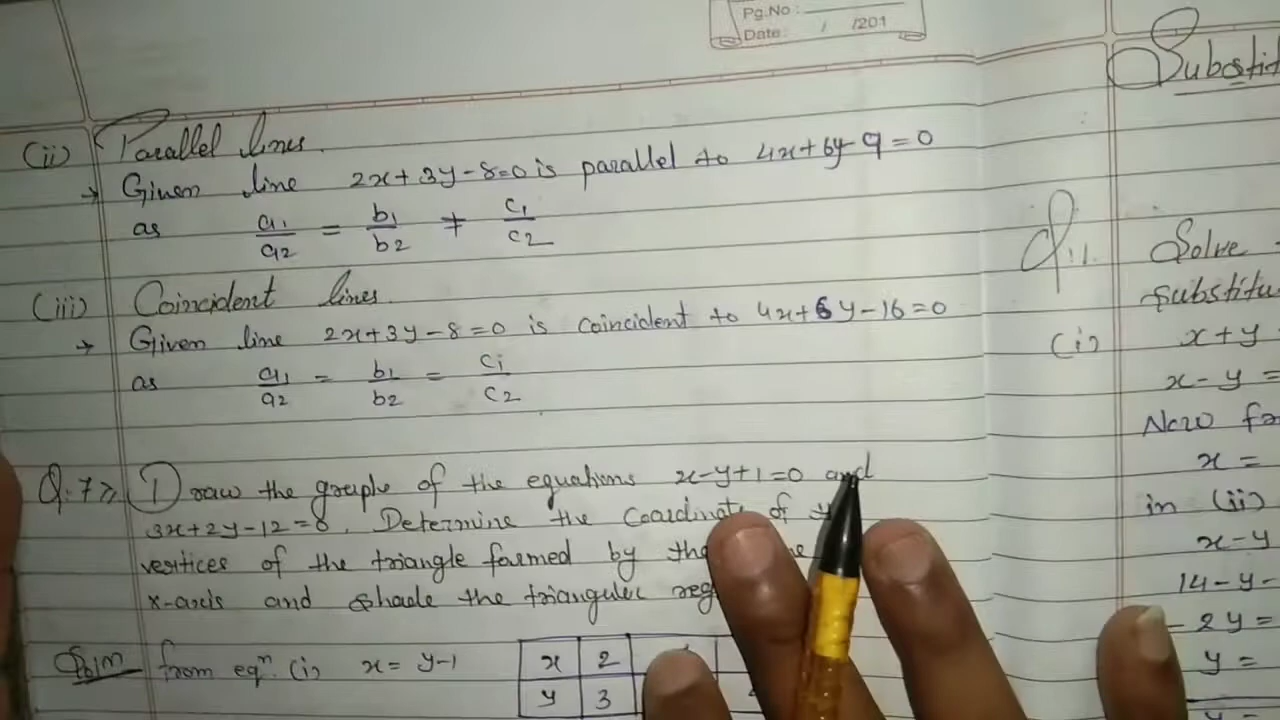 Pg.No :
Date : / /201
(ii) Parallel lines.
→ Given line 2x+3y-8=0 is parallel to 4x+6y-9=0
as a1/a2 = b1/b2 ≠ c1/c2
(iii) Coincident lines.
→ Given line 2x+3y-8=0 is coincident to 4x+6y-16=0
as a1/a2 = b1/b2 = c1/c2
Q.7 Draw the graph of the equations x-y+1=0 and
3x+2y-12=0. Determine the Coordinate of
vertices of the triangle formed by
x-axis and shade the triangular reg
Soln from eqn (i) x = y-1
x 2
y 3
Substit
Q.1. Solve
substitu
(i) x+y
x-y =
Now
x =
in (ii)
x-y
14-y-
-2y=
y =